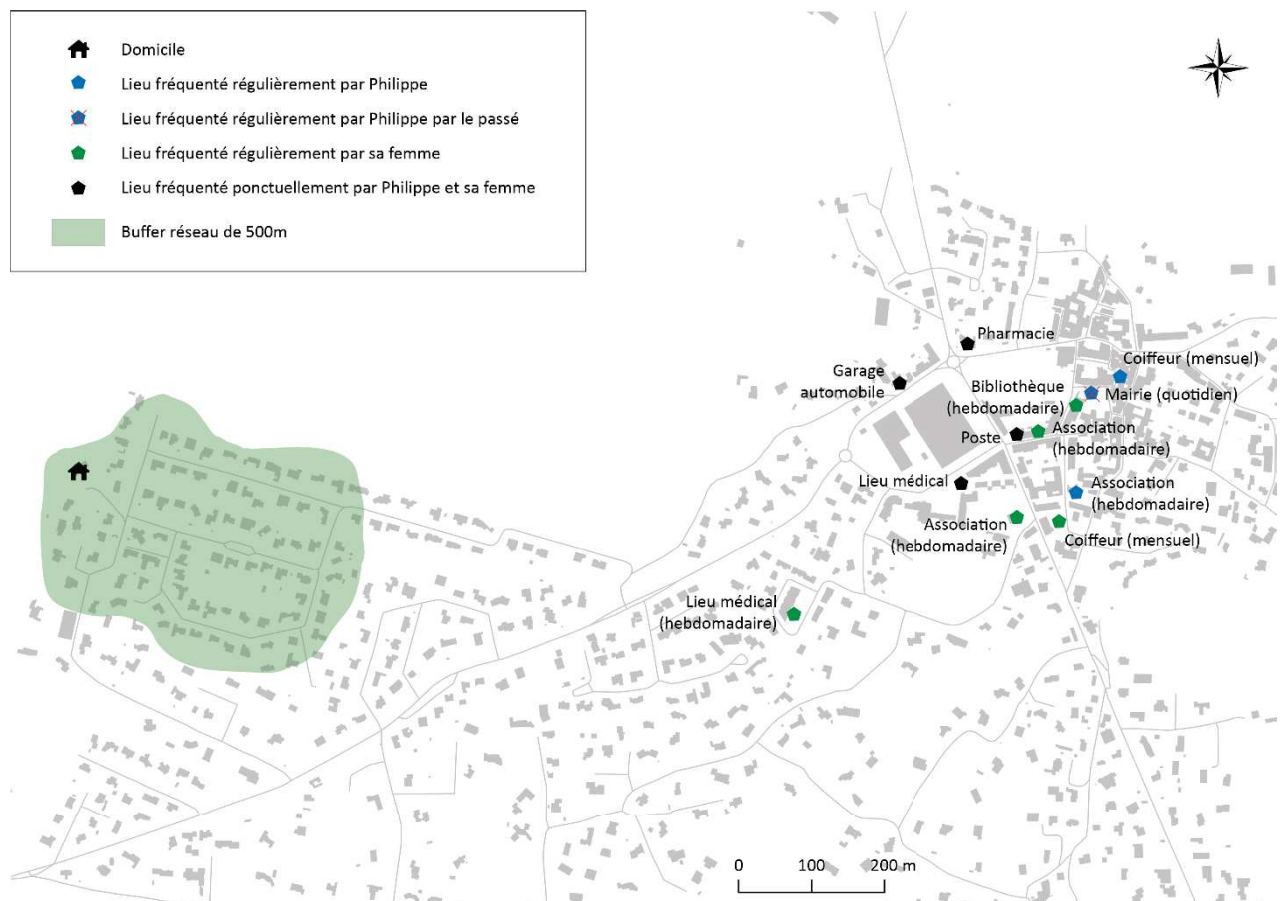 Domicile
Lieu fréquenté régulièrement par Philippe
Lieu fréquenté régulièrement par Philippe par le passé
Lieu fréquenté régulièrement par sa femme
Lieu fréquenté ponctuellement par Philippe et sa femme
Buffer réseau de 500m
Pharmacie
Coiffeur (mensuel)
Garage
automobile
Bibliothèque
(hebdomadaire)
Mairie (quotidien)
Poste
Association
(hebdomadaire)
Lieu médical
Association
(hebdomadaire)
Association
(hebdomadaire)
Coiffeur (mensuel)
Lieu médical
(hebdomadaire)
0 100 200 m